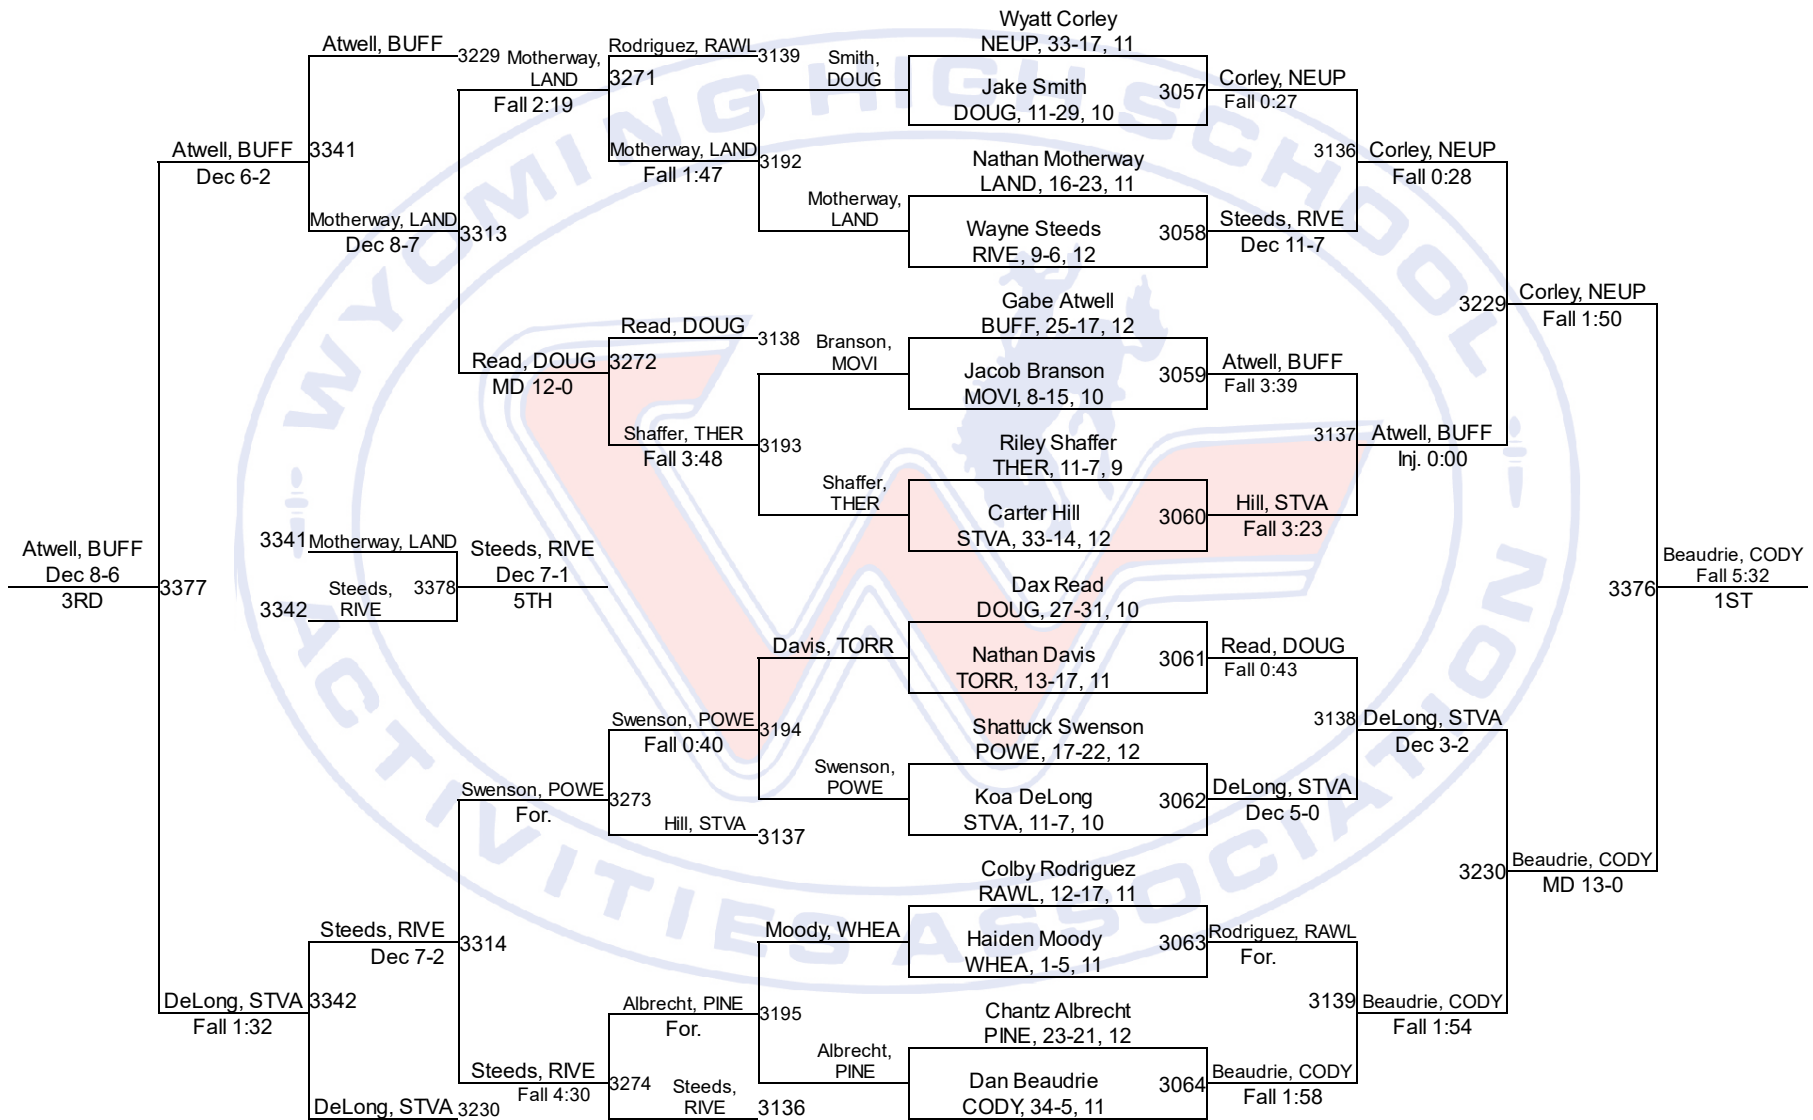 WYOMING HIGH SCHOOL
ACTIVITIES ASSOCIATION
Wyatt Corley
NEUP, 33-17, 11
Jake Smith
DOUG, 11-29, 10
3057
Nathan Motherway
LAND, 16-23, 11
Wayne Steeds
RIVE, 9-6, 12
3058
Gabe Atwell
BUFF, 25-17, 12
Jacob Branson
MOVI, 8-15, 10
3059
Riley Shaffer
THER, 11-7, 9
Carter Hill
STVA, 33-14, 12
3060
Dax Read
DOUG, 27-31, 10
Nathan Davis
TORR, 13-17, 11
3061
Shattuck Swenson
POWE, 17-22, 12
Koa DeLong
STVA, 11-7, 10
3062
Colby Rodriguez
RAWL, 12-17, 11
Haiden Moody
WHEA, 1-5, 11
3063
Chantz Albrecht
PINE, 23-21, 12
Dan Beaudrie
CODY, 34-5, 11
3064
Corley, NEUP
Fall 0:27
3136
Steeds, RIVE
Dec 11-7
Atwell, BUFF
Fall 3:39
3137
Hill, STVA
Fall 3:23
Read, DOUG
Fall 0:43
3138
DeLong, STVA
Dec 5-0
Rodriguez, RAWL
For.
3139
Beaudrie, CODY
Fall 1:58
Corley, NEUP
Fall 0:28
3229
Atwell, BUFF
Inj. 0:00
DeLong, STVA
Dec 3-2
3230
Beaudrie, CODY
Fall 1:54
Corley, NEUP
Fall 1:50
3376
Beaudrie, CODY
MD 13-0
Beaudrie, CODY
Fall 5:32
1ST
Smith,
DOUG
3192
Motherway,
LAND
Branson,
MOVI
3193
Shaffer,
THER
Davis, TORR
3194
Swenson,
POWE
Moody, WHEA
3195
Albrecht,
PINE
Rodriguez, RAWL
3139
3271
Motherway, LAND
Fall 1:47
Read, DOUG
3138
3272
Shaffer, THER
Fall 3:48
Swenson, POWE
Fall 0:40
3273
Hill, STVA
3137
Albrecht, PINE
For.
3274
Steeds,
RIVE
3136
Motherway,
LAND
Fall 2:19
3313
Read, DOUG
MD 12-0
Swenson, POWE
For.
3314
Steeds, RIVE
Fall 4:30
Atwell, BUFF
3229
3341
Motherway, LAND
Dec 8-7
Steeds, RIVE
Dec 7-2
3342
DeLong, STVA
3230
Atwell, BUFF
Dec 6-2
3377
DeLong, STVA
Fall 1:32
Atwell, BUFF
Dec 8-6
3RD
3341
Motherway, LAND
3342
Steeds,
RIVE
3378
Steeds, RIVE
Dec 7-1
5TH